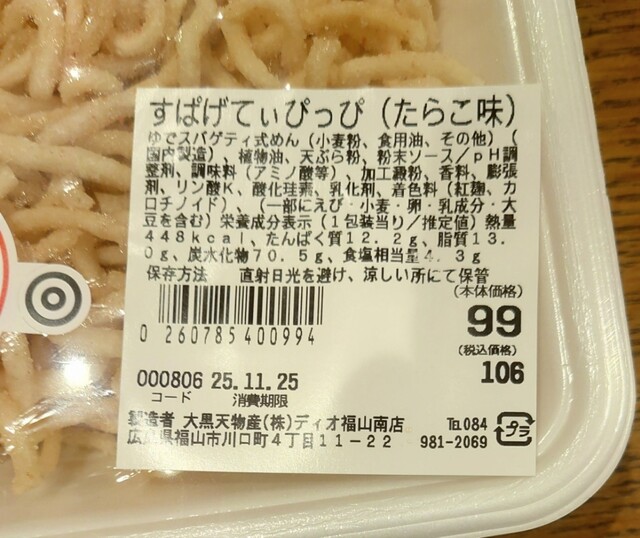 すぱげてぃぴっぴ（たらこ味）
ゆでスパゲティ式めん（小麦粉、食用油、その他）（
国内製造）、植物油、天ぷら粉、粉末ソース／ｐＨ調
整剤、調味料（アミノ酸等）、加工澱粉、香料、膨張
剤、リン酸Ｋ、酸化珪素、乳化剤、着色料（紅麹、カ
ロチノイド）、（一部にえび・小麦・卵・乳成分・大
豆を含む）栄養成分表示（１包装当り／推定値）熱量
４４８ｋｃａｌ、たんぱく質１２．２ｇ、脂質１３．
０ｇ、炭水化物７０．５ｇ、食塩相当量４．３ｇ
保存方法　直射日光を避け、涼しい所にて保管
(本体価格)
99
(税込価格)
106
0 260785 400994
000806 25.11.25
コード 消費期限
製造者 大黒天物産(株)ディオ福山南店 ℡084
広島県福山市川口町４丁目１１－２２ 981-2069
プラ